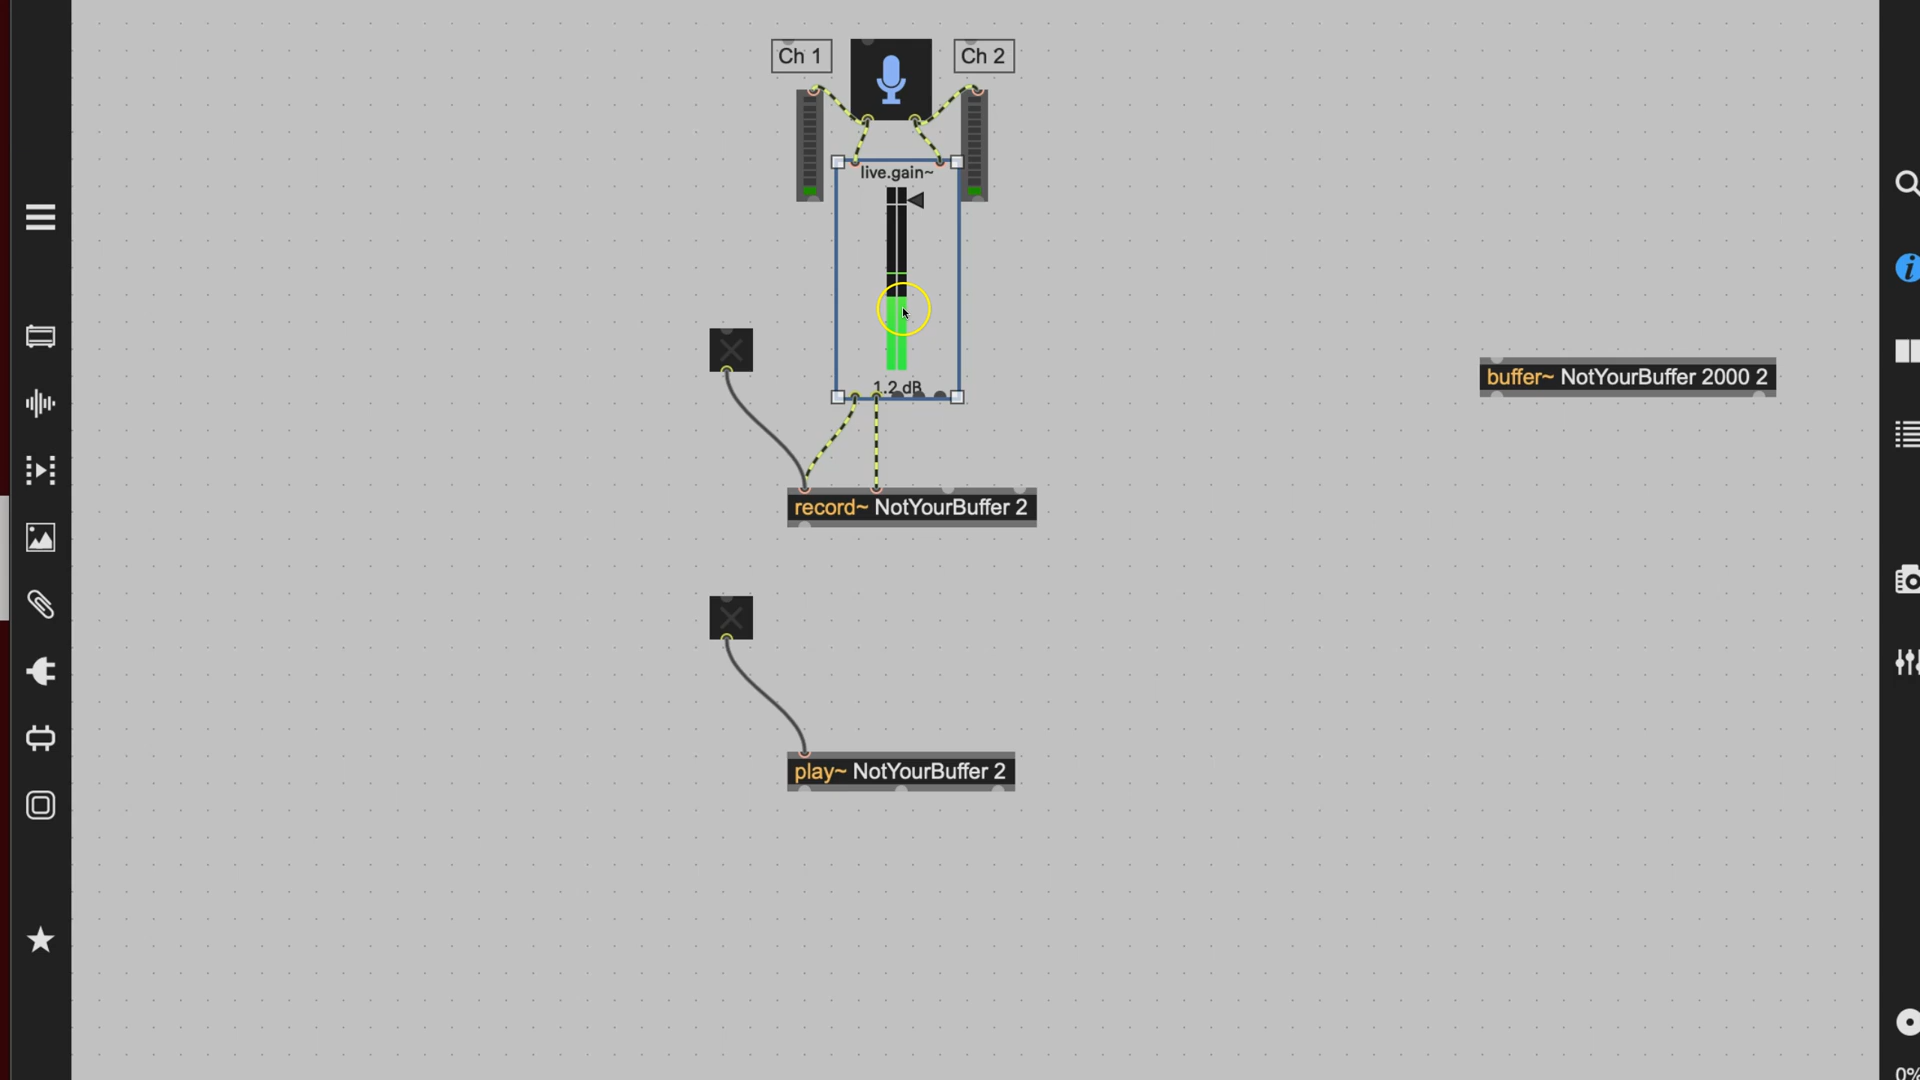 Ch 1
Ch 2
live.gain~
1.2 dB
buffer~ NotYourBuffer 2000 2
record~ NotYourBuffer 2
play~ NotYourBuffer 2
0%